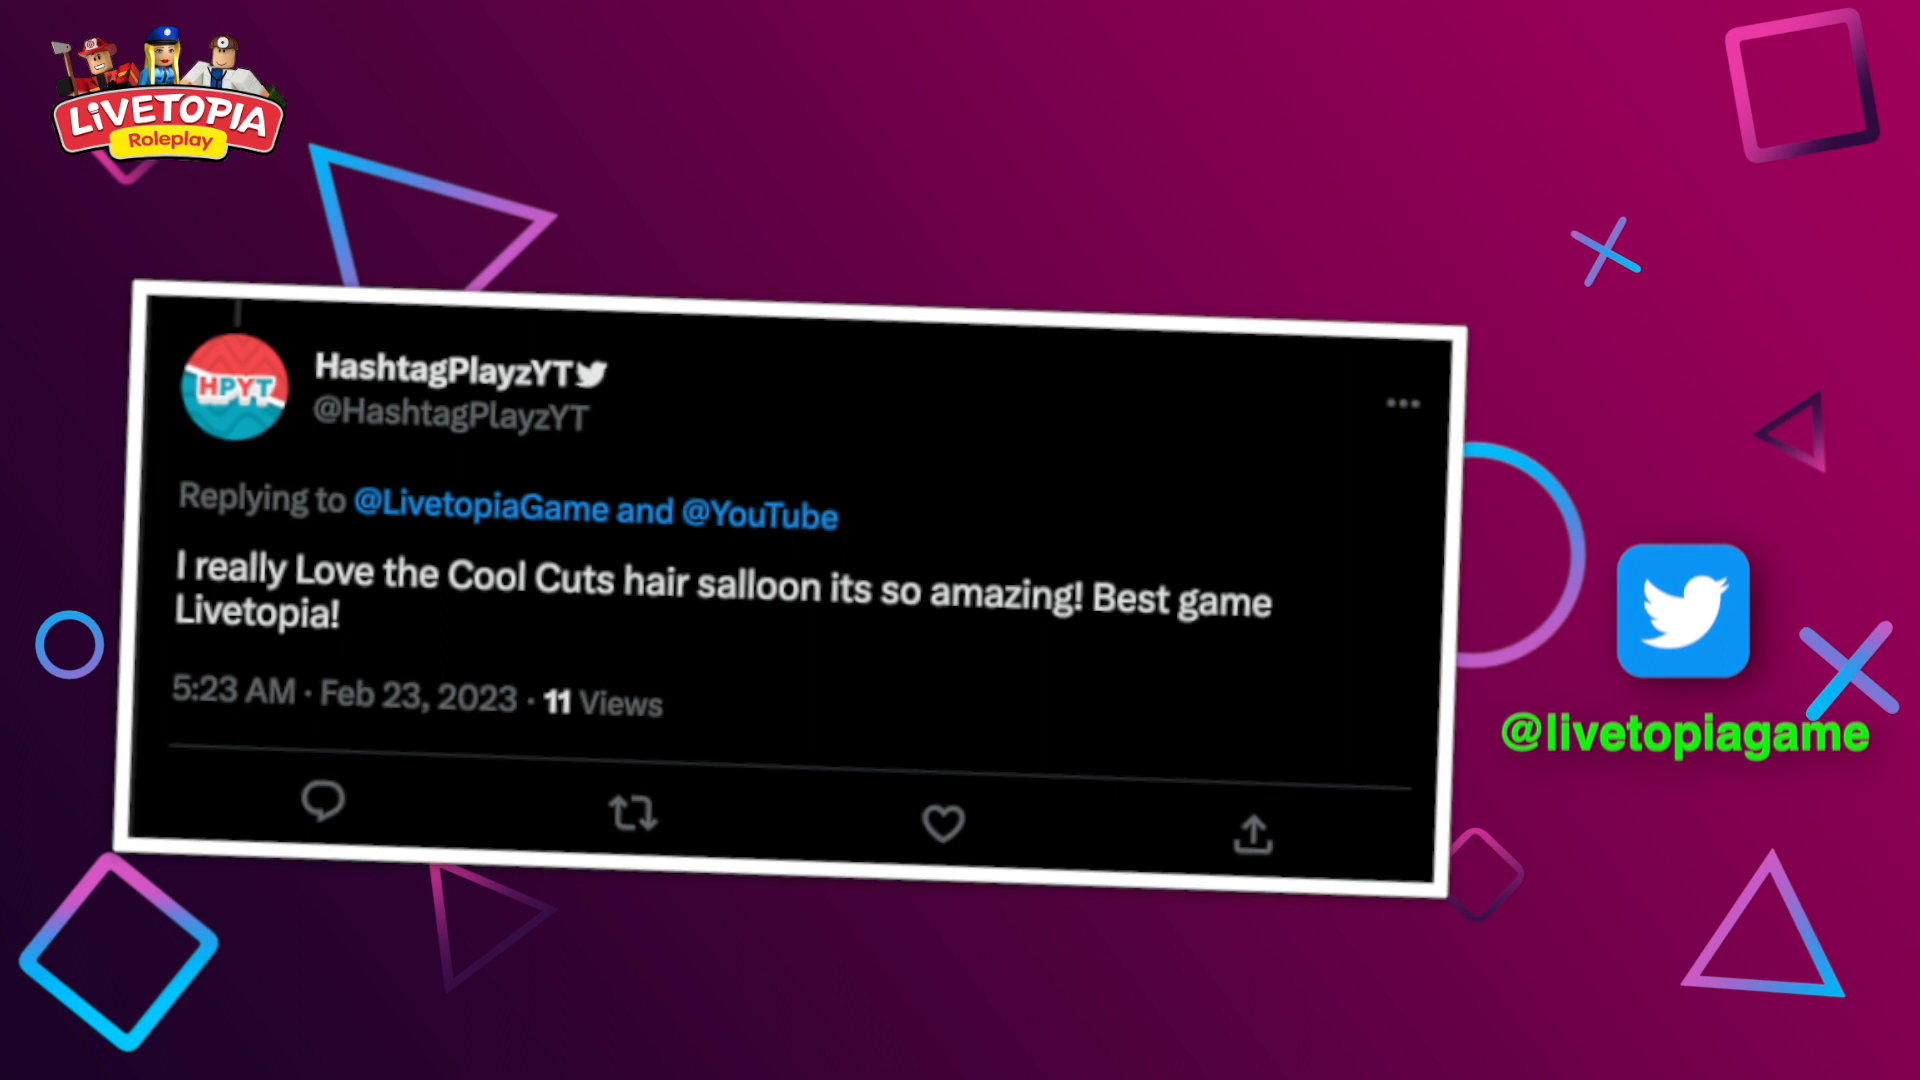 LiVETOPIA
Roleplay
HPYT
HashtagPlayzYT
@HashtagPlayzYT
Replying to @LivetopiaGame and @YouTube
I really Love the Cool Cuts hair salloon its so amazing! Best game
Livetopia!
5:23 AM · Feb 23, 2023 · 11 Views
@livetopiagame